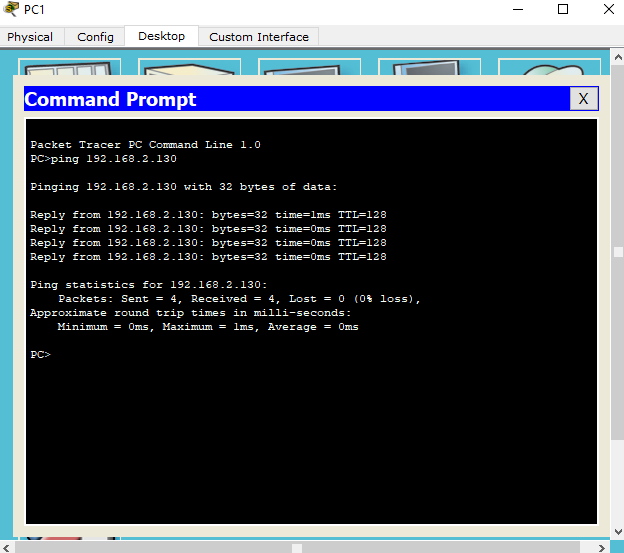 PC1
Physical Config Desktop Custom Interface
Command Prompt
X
Packet Tracer PC Command Line 1.0
PC>ping 192.168.2.130
Pinging 192.168.2.130 with 32 bytes of data:
Reply from 192.168.2.130: bytes=32 time=1ms TTL=128
Reply from 192.168.2.130: bytes=32 time=0ms TTL=128
Reply from 192.168.2.130: bytes=32 time=0ms TTL=128
Reply from 192.168.2.130: bytes=32 time=0ms TTL=128
Ping statistics for 192.168.2.130:
Packets: Sent = 4, Received = 4, Lost = 0 (0% loss),
Approximate round trip times in milli-seconds:
Minimum = 0ms, Maximum = 1ms, Average = 0ms
PC>